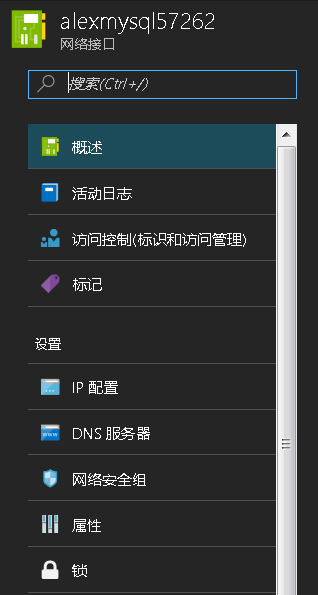 alexmysql57262
网络接口
搜索(Ctrl+/)
概述
活动日志
访问控制(标识和访问管理)
标记
设置
IP 配置
DNS 服务器
网络安全组
属性
锁